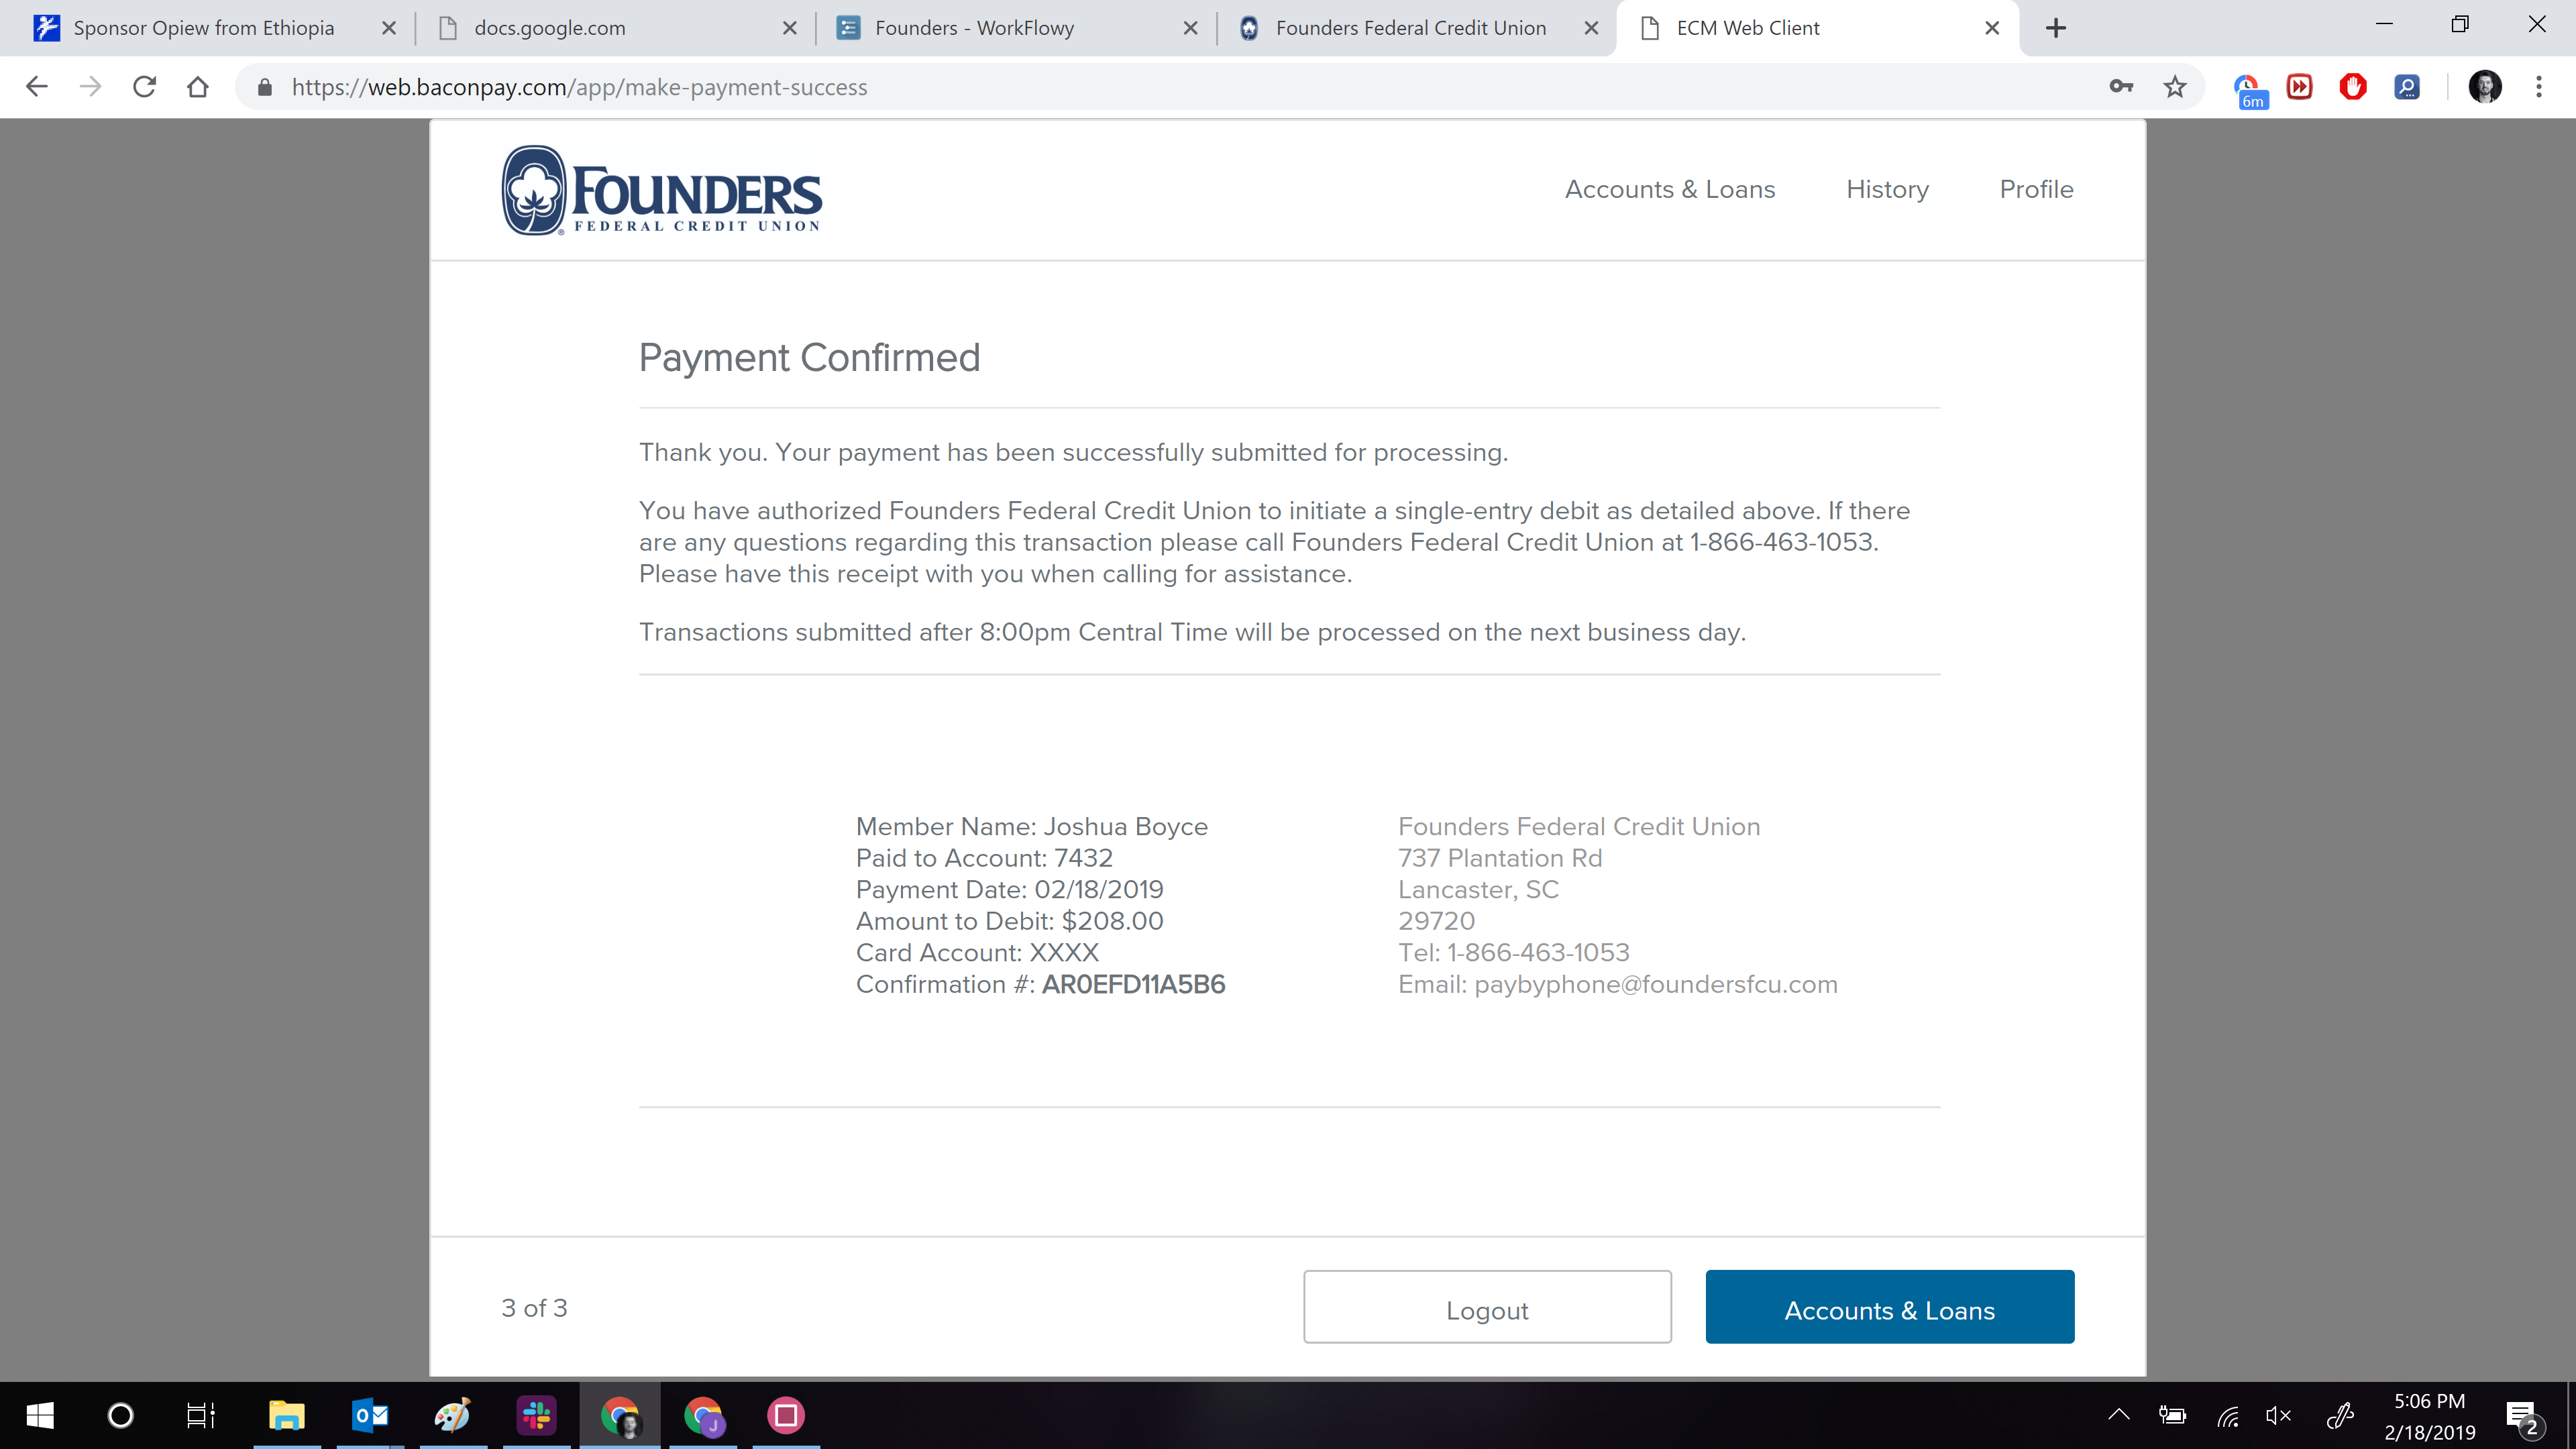 Sponsor Opiew from Ethiopia
docs.google.com
Founders - WorkFlowy
Founders Federal Credit Union
ECM Web Client
https://web.baconpay.com/app/make-payment-success
6m
FOUNDERS
FEDERAL CREDIT UNION
Accounts & Loans
History
Profile
Payment Confirmed
Thank you. Your payment has been successfully submitted for processing.
You have authorized Founders Federal Credit Union to initiate a single-entry debit as detailed above. If there
are any questions regarding this transaction please call Founders Federal Credit Union at 1-866-463-1053.
Please have this receipt with you when calling for assistance.
Transactions submitted after 8:00pm Central Time will be processed on the next business day.
Member Name: Joshua Boyce
Paid to Account: 7432
Payment Date: 02/18/2019
Amount to Debit: $208.00
Card Account: XXXX
Confirmation #: AR0EFD11A5B6
Founders Federal Credit Union
737 Plantation Rd
Lancaster, SC
29720
Tel: 1-866-463-1053
Email: paybyphone@foundersfcu.com
3 of 3
Logout
Accounts & Loans
J
5:06 PM
2/18/2019
2